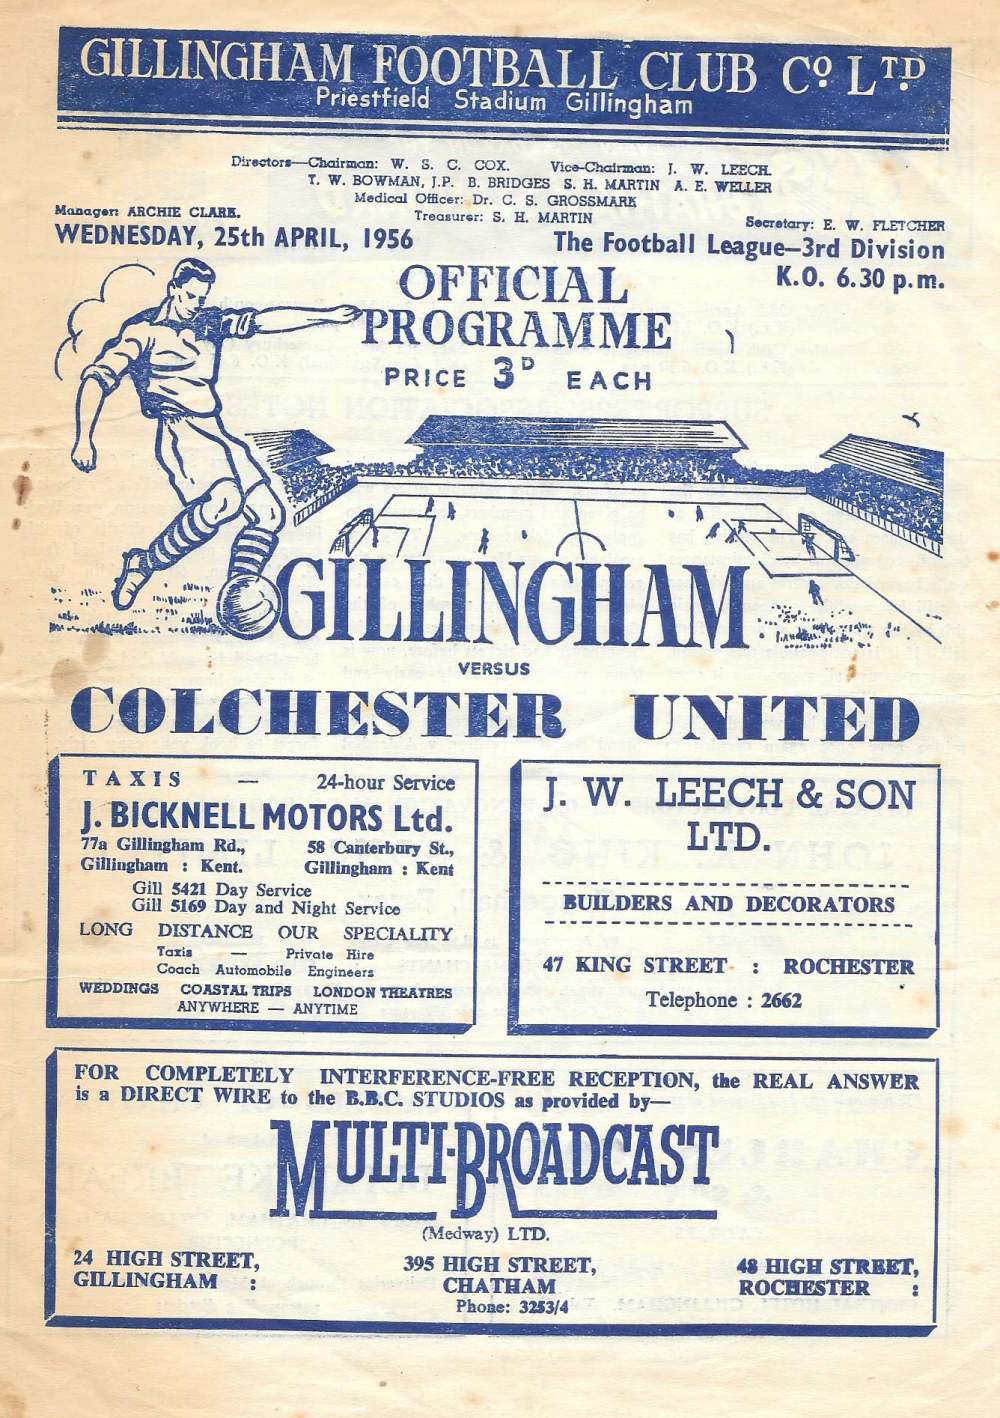 GILLINGHAM FOOTBALL CLUB Co LTD.
Priestfield Stadium Gillingham
Directors—Chairman: W. S. C. COX. Vice-Chairman: J. W. LEECH.
T. W. BOWMAN, J.P. B. BRIDGES S. H. MARTIN A. E. WELLER
Medical Officer: Dr. C. S. GROSSMARK
Manager: ARCHIE CLARK. Treasurer: S. H. MARTIN Secretary: E. W. FLETCHER
WEDNESDAY, 25th APRIL, 1956 The Football League—3rd Division
K.O. 6.30 p.m.
OFFICIAL
PROGRAMME
PRICE 3D EACH
GILLINGHAM
VERSUS
COLCHESTER UNITED
TAXIS — 24-hour Service
J. BICKNELL MOTORS Ltd.
77a Gillingham Rd., 58 Canterbury St.,
Gillingham : Kent. Gillingham : Kent
Gill 5421 Day Service
Gill 5169 Day and Night Service
LONG DISTANCE OUR SPECIALITY
Taxis — Private Hire
Coach Automobile Engineers
WEDDINGS COASTAL TRIPS LONDON THEATRES
ANYWHERE — ANYTIME
J. W. LEECH & SON
LTD.
BUILDERS AND DECORATORS
47 KING STREET : ROCHESTER
Telephone : 2662
FOR COMPLETELY INTERFERENCE-FREE RECEPTION, the REAL ANSWER
is a DIRECT WIRE to the B.B.C. STUDIOS as provided by—
MULTI-BROADCAST
(Medway) LTD.
24 HIGH STREET, 395 HIGH STREET, 48 HIGH STREET,
GILLINGHAM : CHATHAM ROCHESTER :
Phone: 3253/4